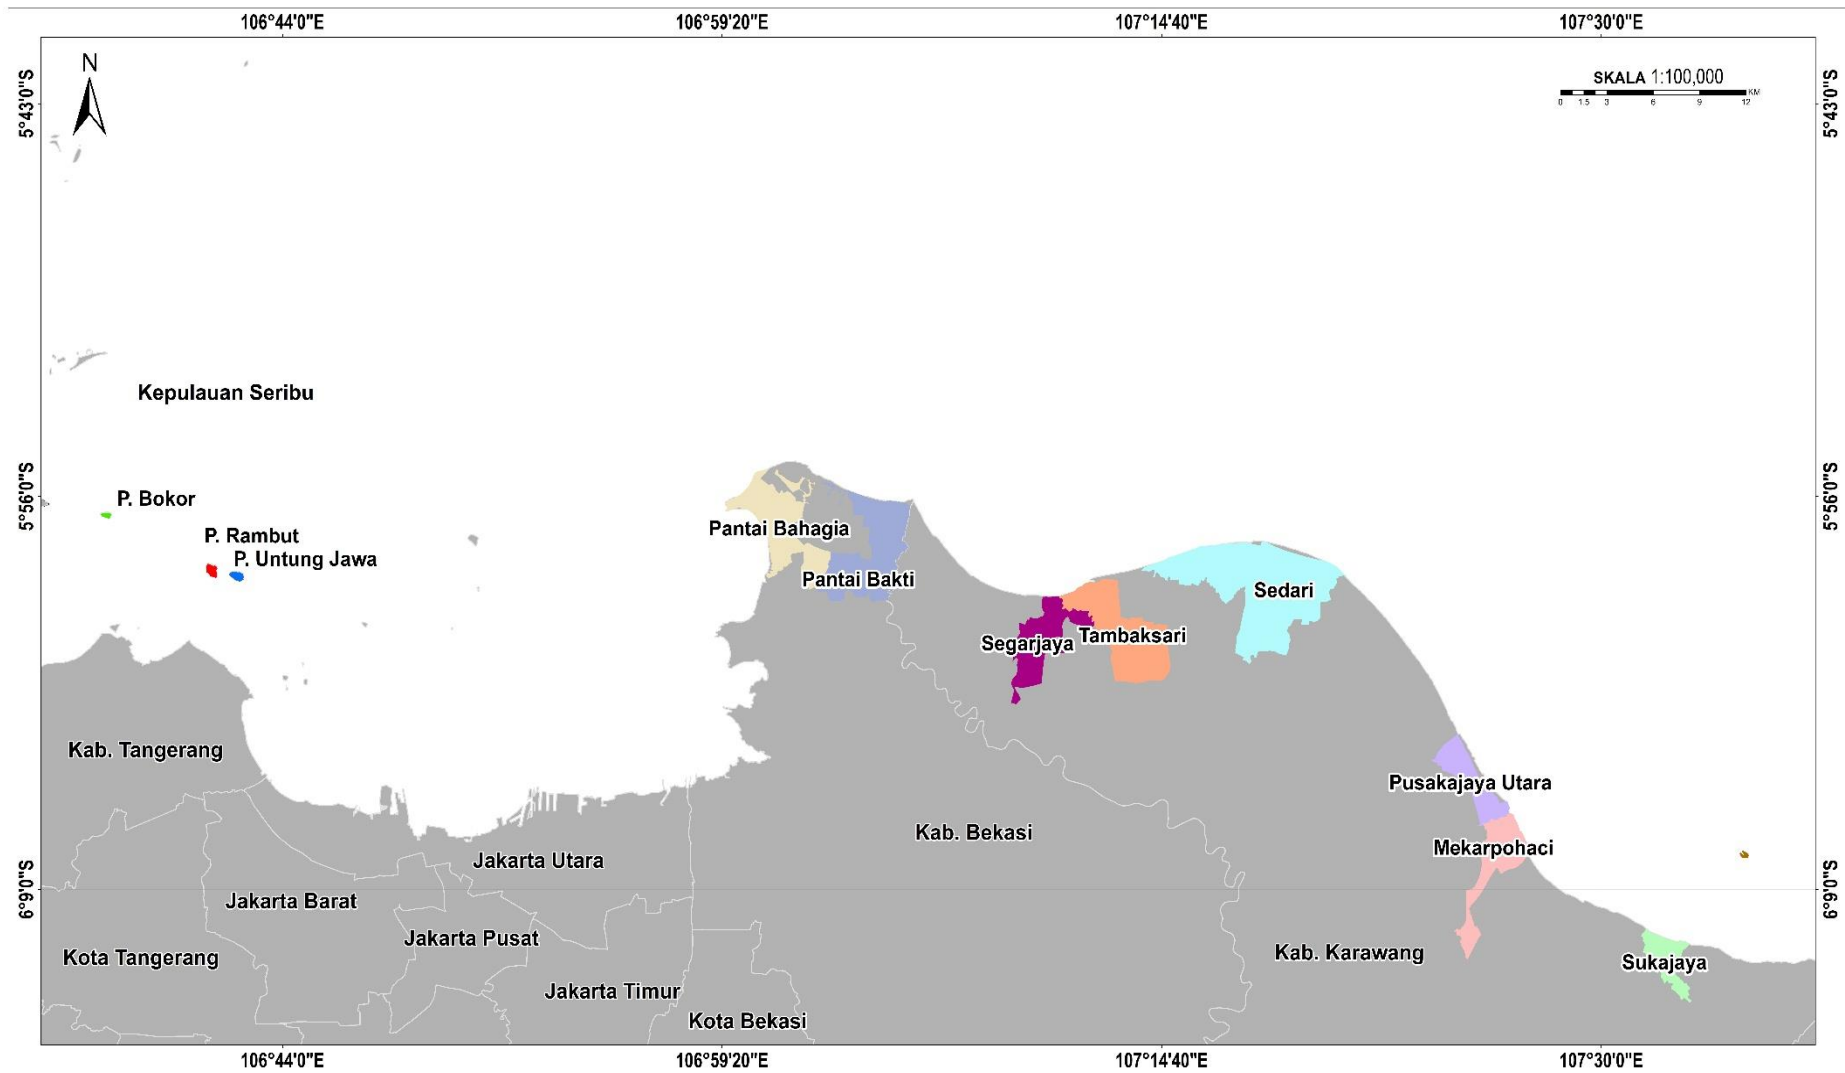 106°44'0"E
106°59'20"E
107°14'40"E
107°30'0"E
N
SKALA 1:100,000
KM
0 1.5 3 6 9 12
5°43'0"S
5°43'0"S
Kepulauan Seribu
5°56'0"S
5°56'0"S
P. Bokor
P. Rambut
P. Untung Jawa
Pantai Bahagia
Pantai Bakti
Sedari
Segarjaya
Tambaksari
Kab. Tangerang
Pusakajaya Utara
Kab. Bekasi
Mekarpohaci
Jakarta Utara
6°9'0"S
6°9'0"S
Jakarta Barat
Jakarta Pusat
Kota Tangerang
Kab. Karawang
Sukajaya
Jakarta Timur
Kota Bekasi
106°44'0"E
106°59'20"E
107°14'40"E
107°30'0"E